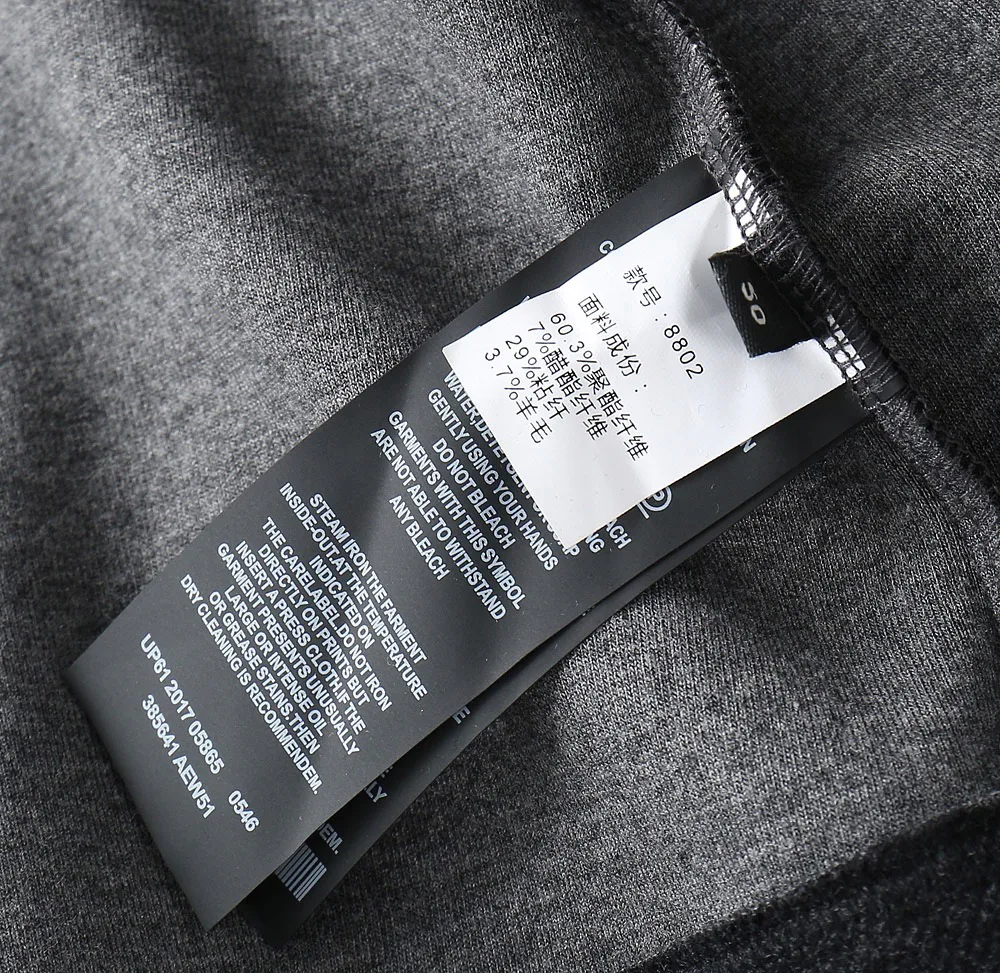 50
款号：8802
面料成份：
60.3%聚酯纤维
7%醋酯纤维
29%粘纤
3.7%羊毛
GENTLY USING YOUR HANDS
DO NOT BLEACH
GARMENTS WITH THIS SYMBOL
ARE NOT ABLE TO WITHSTAND.
ANY BLEACH
STEAM IRON THE FARMENT
INSIDE-OUT AT THE TEMPERATURE
INDICATED ON
THE CARE LABEL.DO NOT IRON
DIRECTLY ON PRINTS BUT
INSERT A PRESS CLOTH.IF THE
GARMENT PRESENTS UNUSUALLY
LARGE OR INTENSE OIL
OR GREASE STAINS.THEN
DRY CLEANING IS RECOMMENDEM.
UP61 2017 05865 0546
385641 AEW51